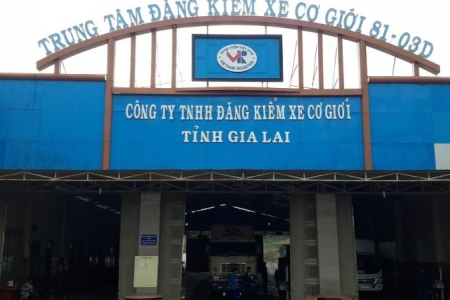 TRUNG TÂM ĐĂNG KIỂM XE CƠ GIỚI 81-03D
VR
CÔNG TY TNHH ĐĂNG KIỂM XE CƠ GIỚI
TỈNH GIA LAI